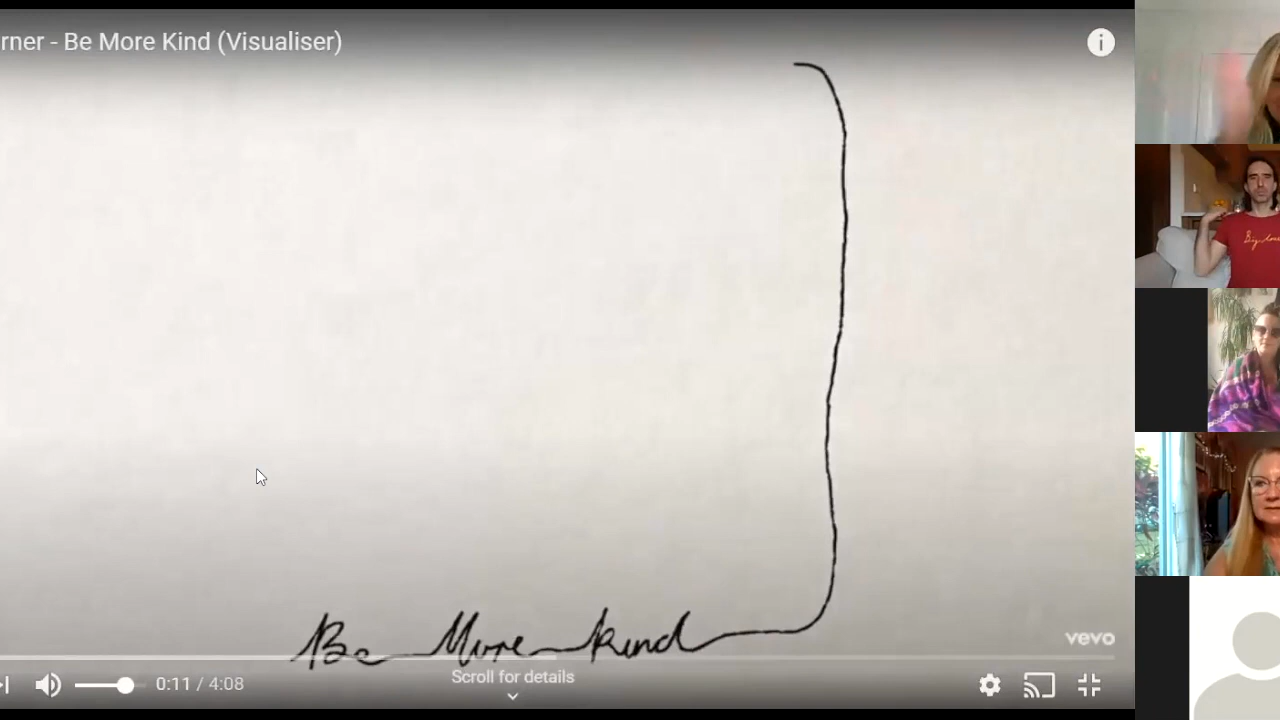 rner - Be More Kind (Visualiser)
Be More kind
vevo
Scroll for details
0:11 / 4:08